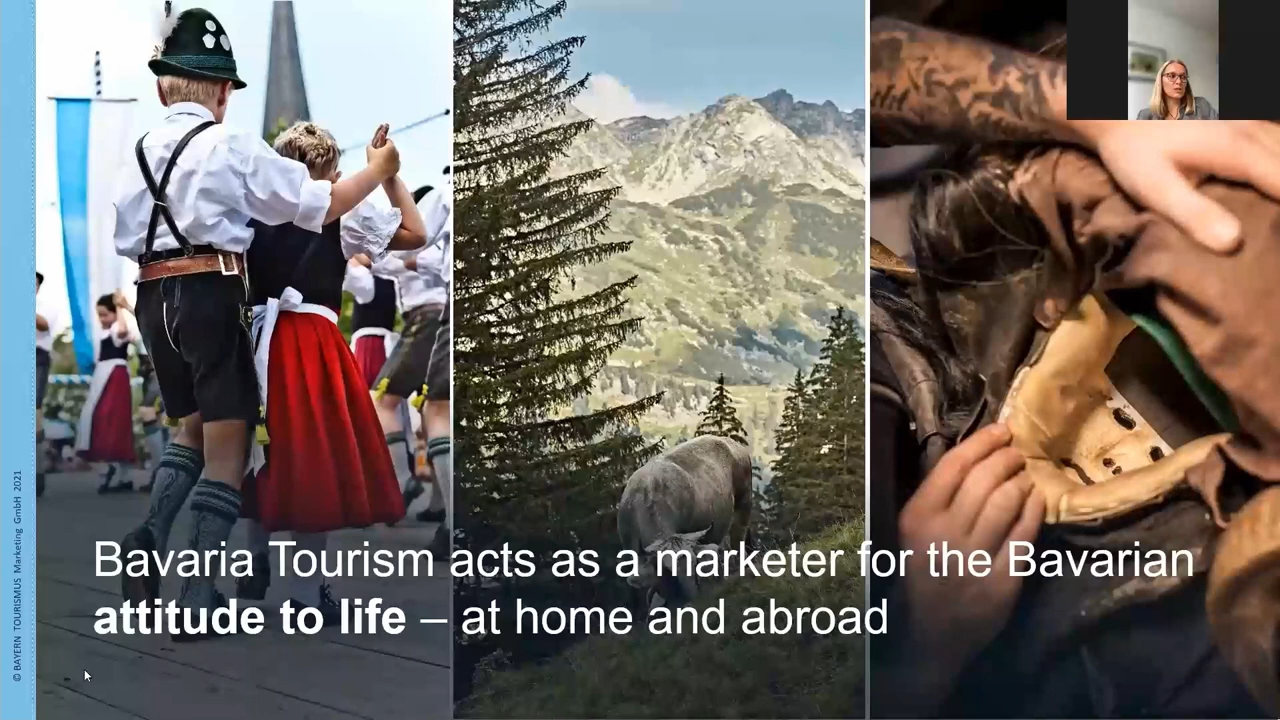 Bavaria Tourism acts as a marketer for the Bavarian
attitude to life – at home and abroad
© BAYERN TOURISMUS Marketing GmbH 2021